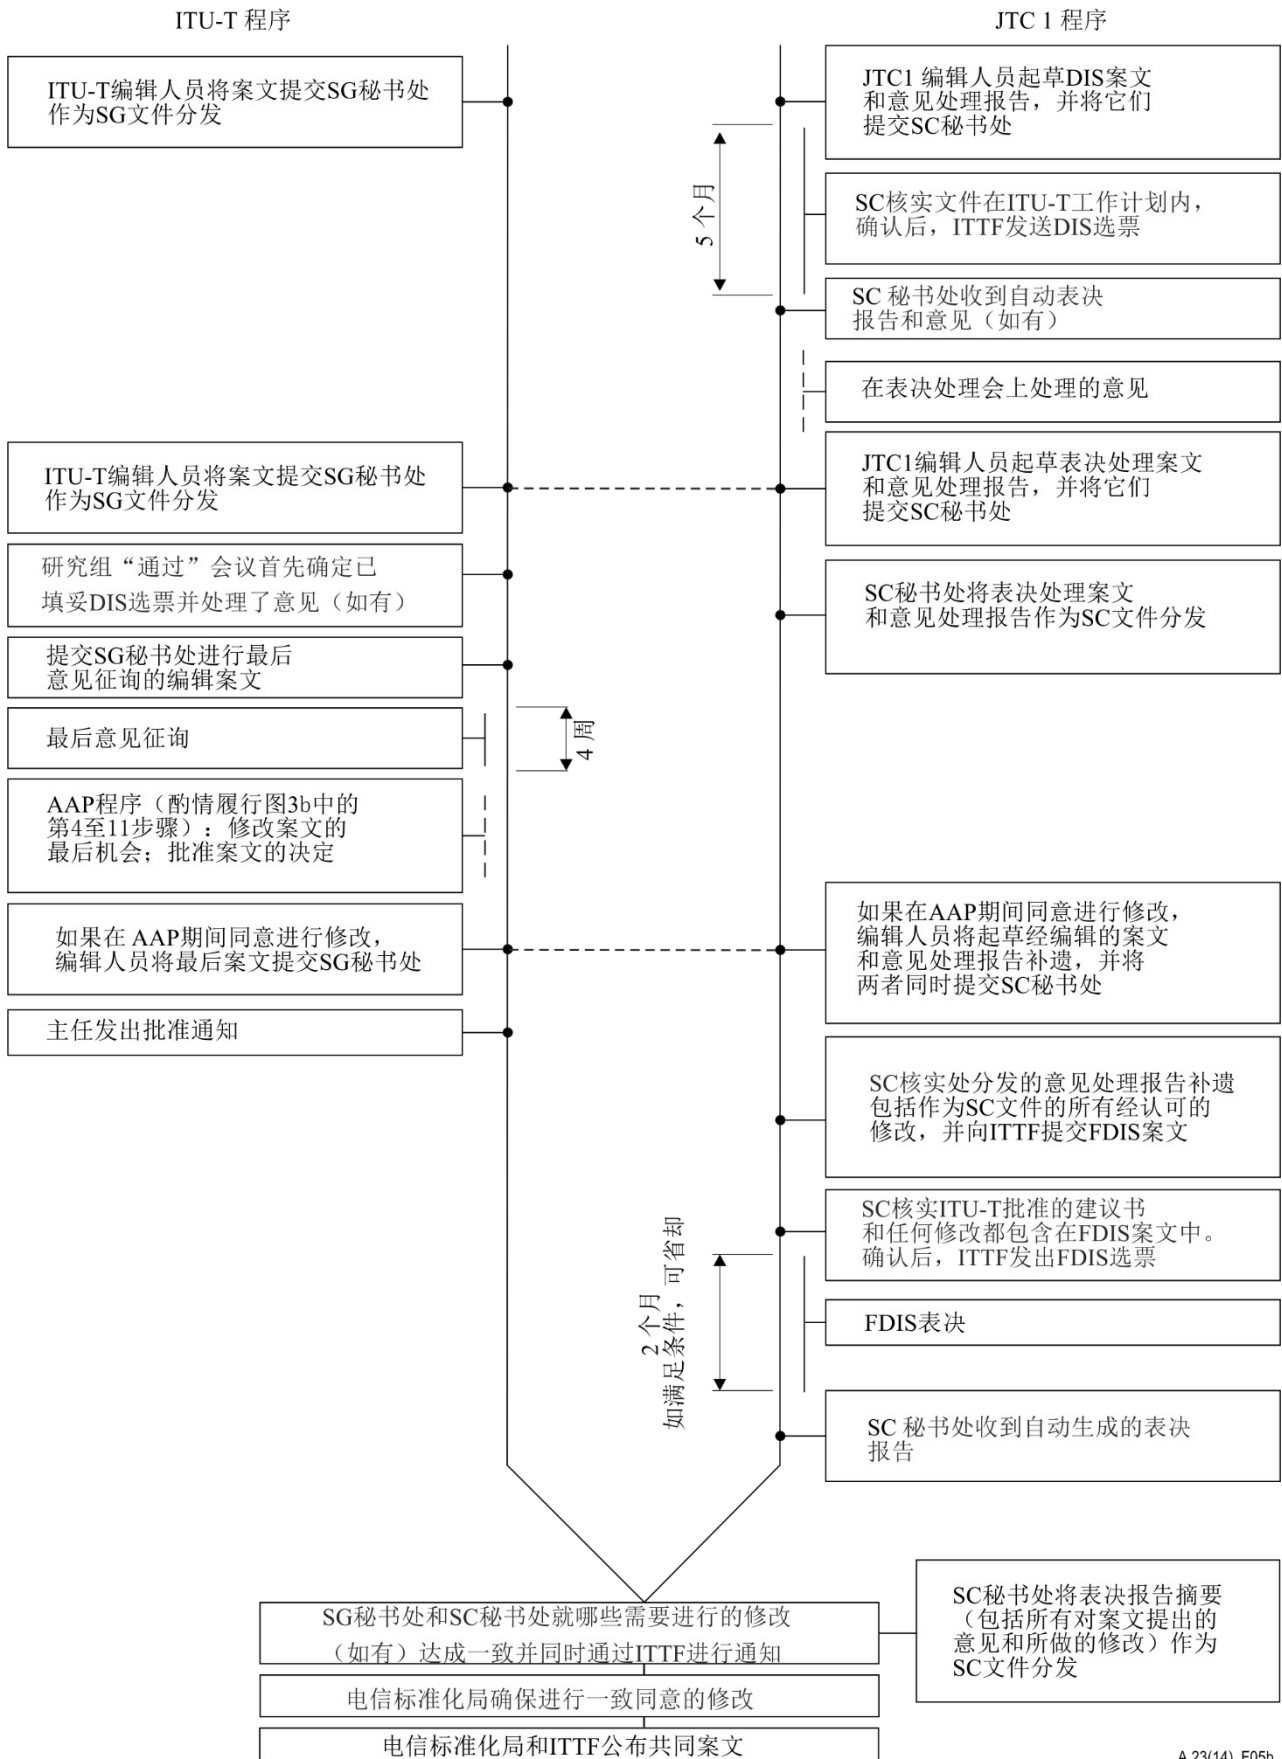 ITU-T 程序
JTC 1 程序
ITU-T编辑人员将案文提交SG秘书处
作为SG文件分发
JTC1 编辑人员起草DIS案文
和意见处理报告，并将它们
提交SC秘书处
5 个月
SC核实文件在ITU-T工作计划内，
确认后，ITTF发送DIS选票
SC 秘书处收到自动表决
报告和意见（如有）
在表决处理会上处理的意见
ITU-T编辑人员将案文提交SG秘书处
作为SG文件分发
JTC1编辑人员起草表决处理案文
和意见处理报告，并将它们
提交SC秘书处
研究组“通过”会议首先确定已
填妥DIS选票并处理了意见（如有）
SC秘书处将表决处理案文
和意见处理报告作为SC文件分发
提交SG秘书处进行最后
意见征询的编辑案文
最后意见征询
4 周
AAP程序（酌情履行图3b中的
第4至11步骤）：修改案文的
最后机会；批准案文的决定
如果在 AAP期间同意进行修改，
编辑人员将最后案文提交SG秘书处
如果在AAP期间同意进行修改，
编辑人员将起草经编辑的案文
和意见处理报告补遗，并将
两者同时提交SC秘书处
主任发出批准通知
SC核实处分发的意见处理报告补遗
包括作为SC文件的所有经认可的
修改，并向ITTF提交FDIS案文
SC核实ITU-T批准的建议书
和任何修改都包含在FDIS案文中。
确认后，ITTF发出FDIS选票
2 个月
如满足条件，可省却
FDIS表决
SC 秘书处收到自动生成的表决
报告
SG秘书处和SC秘书处就哪些需要进行的修改
（如有）达成一致并同时通过ITTF进行通知
SC秘书处将表决报告摘要
（包括所有对案文提出的
意见和所做的修改）作为
SC文件分发
电信标准化局确保进行一致同意的修改
电信标准化局和ITTF公布共同案文
A.23(14)_F05b